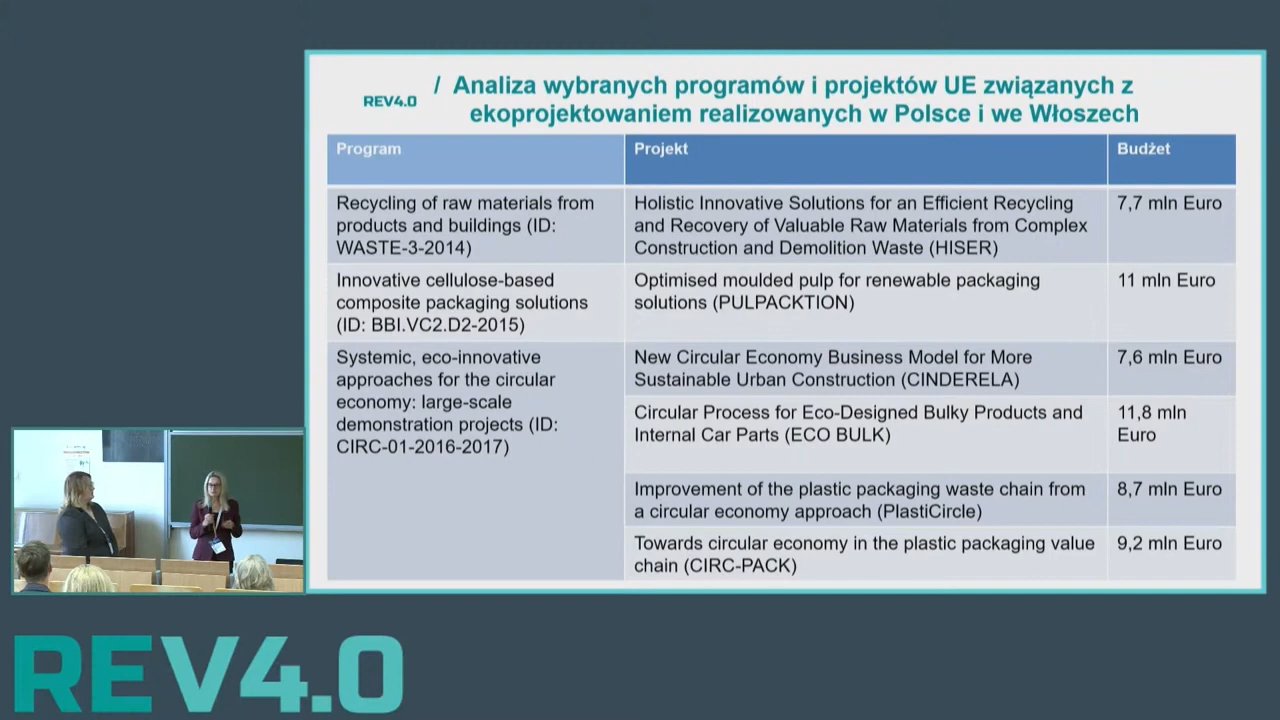 REV4.0
/ Analiza wybranych programów i projektów UE związanych z
ekoprojektowaniem realizowanych w Polsce i we Włoszech
Program
Projekt
Budżet
Recycling of raw materials from
products and buildings (ID:
WASTE-3-2014)
Holistic Innovative Solutions for an Efficient Recycling
and Recovery of Valuable Raw Materials from Complex
Construction and Demolition Waste (HISER)
7,7 mln Euro
Innovative cellulose-based
composite packaging solutions
(ID: BBI.VC2.D2-2015)
Optimised moulded pulp for renewable packaging
solutions (PULPACKTION)
11 mln Euro
Systemic, eco-innovative
approaches for the circular
economy: large-scale
demonstration projects (ID:
CIRC-01-2016-2017)
New Circular Economy Business Model for More
Sustainable Urban Construction (CINDERELA)
7,6 mln Euro
Circular Process for Eco-Designed Bulky Products and
Internal Car Parts (ECO BULK)
11,8 mln
Euro
Improvement of the plastic packaging waste chain from
a circular economy approach (PlastiCircle)
8,7 mln Euro
Towards circular economy in the plastic packaging value
chain (CIRC-PACK)
9,2 mln Euro
REV4.0